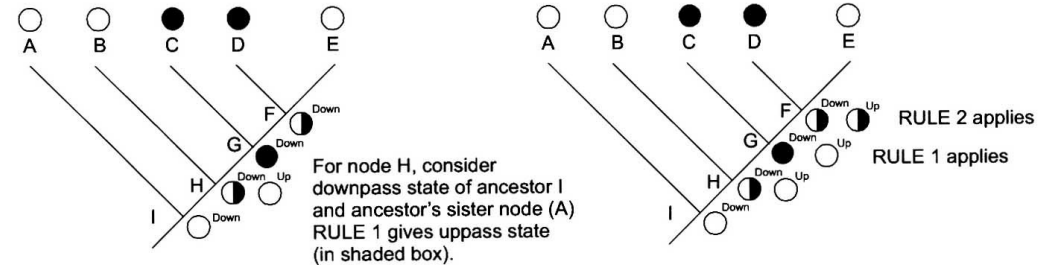 A B C D E
F Down
G Down
H Down Up
I Down
For node H, consider
downpass state of ancestor I
and ancestor's sister node (A)
RULE 1 gives uppass state
(in shaded box).
A B C D E
F Down Up RULE 2 applies
G Down Up RULE 1 applies
H Down Up
I Down